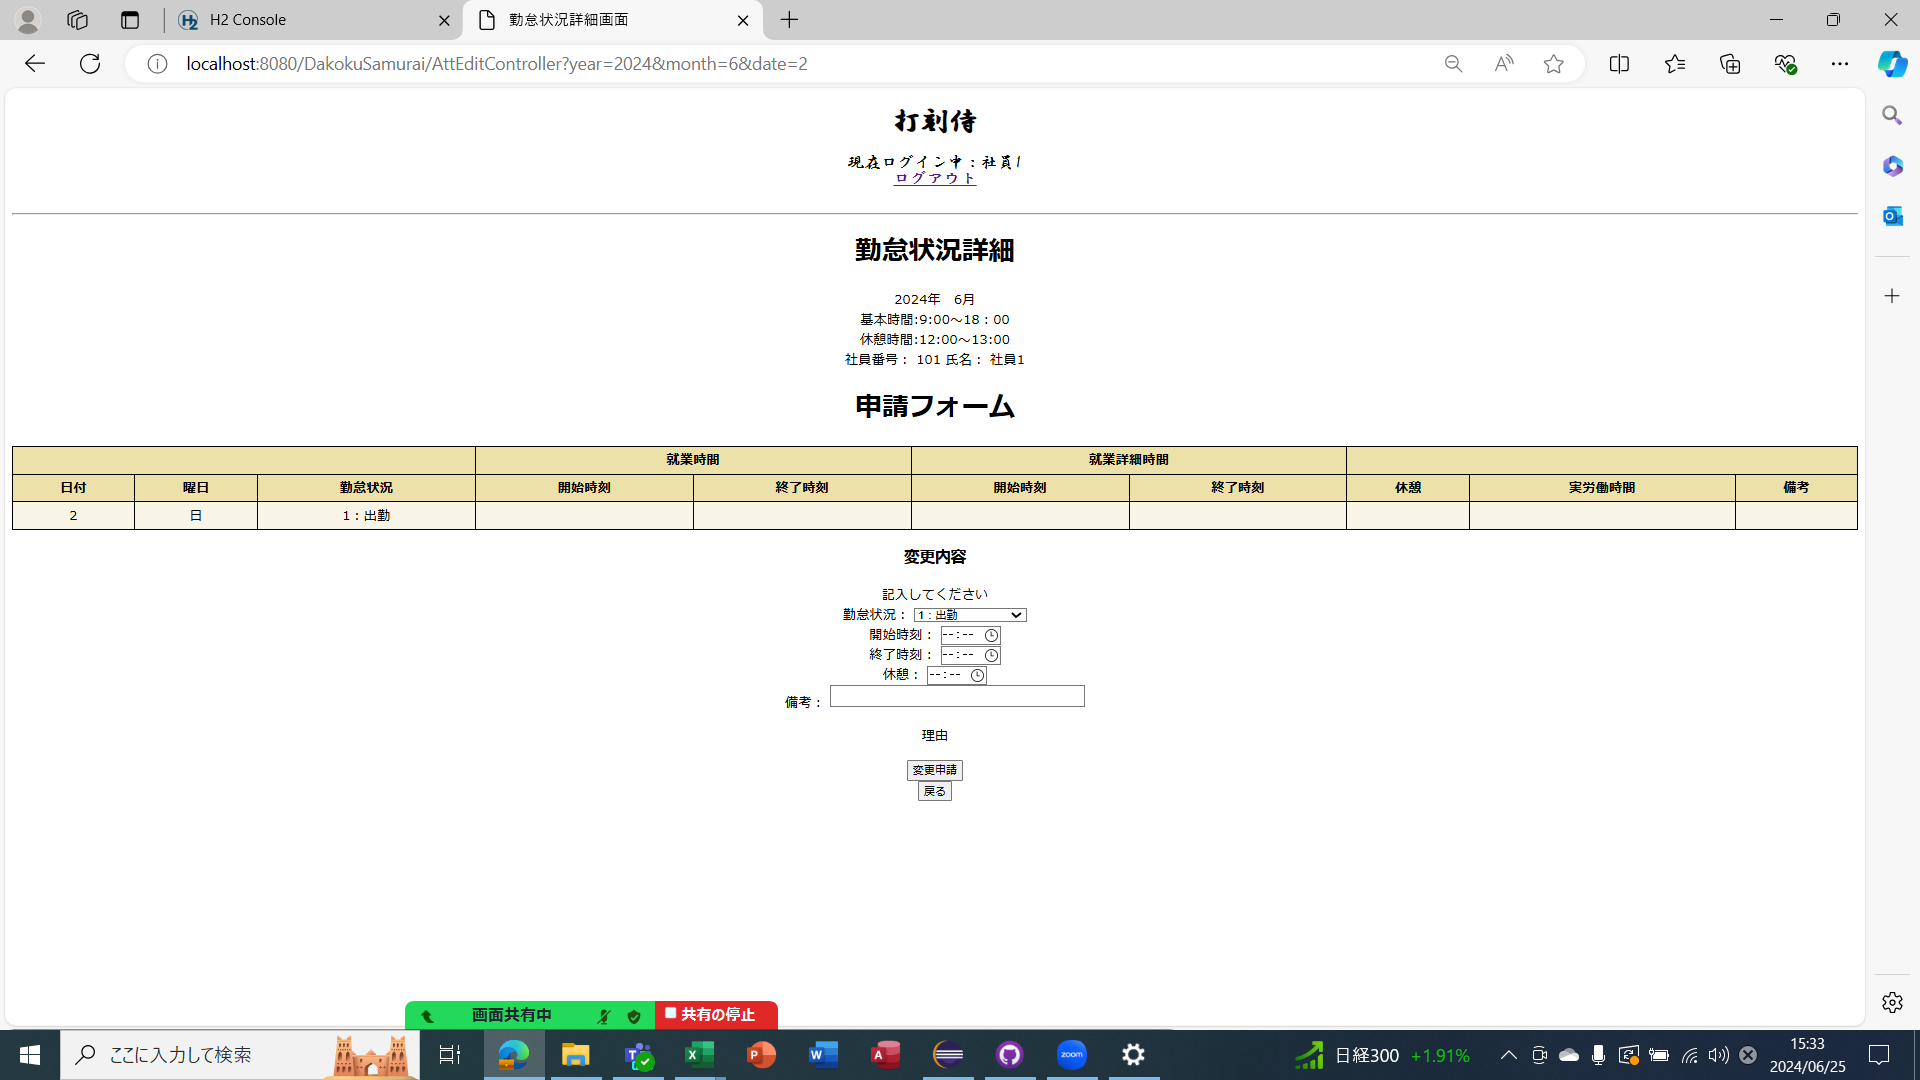 H2 Console
勤怠状況詳細画面
localhost:8080/DakokuSamurai/AttEditController?year=2024&month=6&date=2
打刻侍
現在ログイン中：社員1
ログアウト
勤怠状況詳細
2024年　6月
基本時間:9:00～18：00
休憩時間:12:00～13:00
社員番号： 101 氏名： 社員1
申請フォーム
就業時間 就業詳細時間
日付 曜日 勤怠状況 開始時刻 終了時刻 開始時刻 終了時刻 休憩 実労働時間 備考
2 日 1：出勤
変更内容
記入してください
勤怠状況： 1：出勤
開始時刻： --:--
終了時刻： --:--
休憩： --:--
備考：
理由
変更申請
戻る
画面共有中 共有の停止
ここに入力して検索
zoom
日経300 +1.91%
15:33
2024/06/25